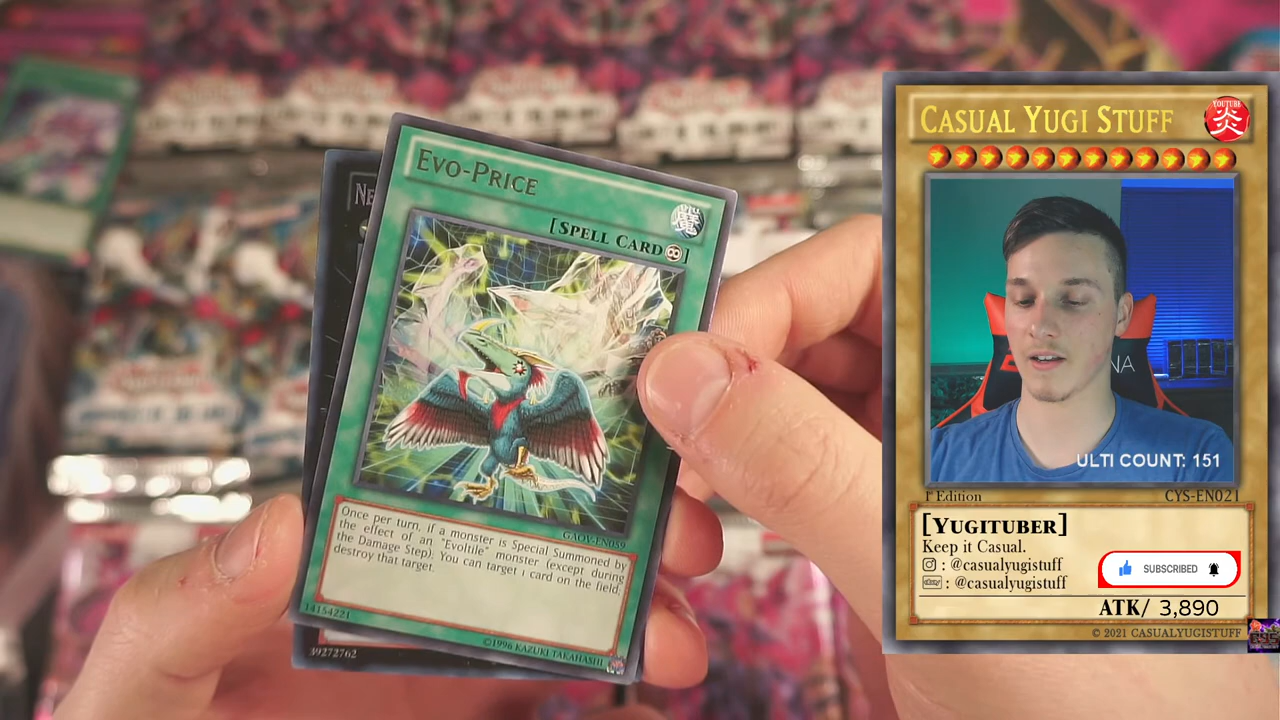 EVO-PRICE
[SPELL CARD]
GAOV-EN059
Once per turn, if a monster is Special Summoned by
the effect of an "Evoltile" monster (except during
the Damage Step): You can target 1 card on the field;
destroy that target.
14154221
©1996 KAZUKI TAKAHASHI
NE
39272762
CASUAL YUGI STUFF
YOUTUBE
炎
NA
ULTI COUNT: 151
1st Edition
CYS-EN021
[YUGITUBER]
Keep it Casual.
: @casualyugistuff
ebay : @casualyugistuff
SUBSCRIBED
ATK/ 3,890
© 2021 CASUALYUGISTUFF